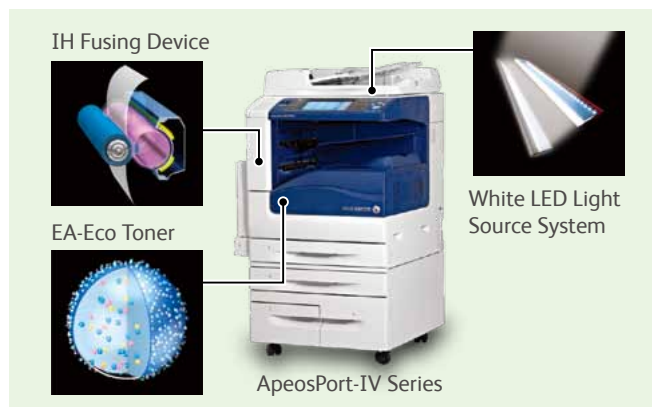 IH Fusing Device
EA-Eco Toner
White LED Light
Source System
ApeosPort-IV Series